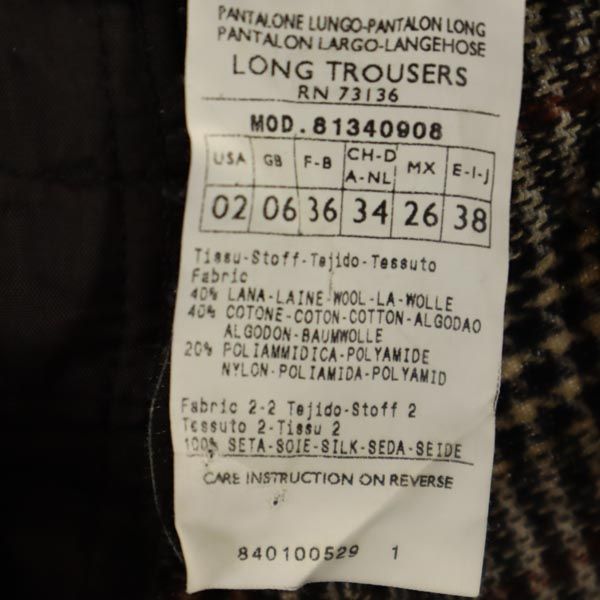 PANTALONE LUNGO-PANTALON LONG
PANTALON LARGO-LANGEHOSE
LONG TROUSERS
RN 73136
MOD.81340908
USA GB F-B CH-D A-NL MX E-I-J
02 06 36 34 26 38
Tissu-Stoff-Tejido-Tessuto
Fabric
40% LANA-LAINE-WOOL-LA-WOLLE
40% COTONE-COTON-COTTON-ALGODAO
ALGODON-BAUMWOLLE
20% POLIAMMIDICA-POLYAMIDE
NYLON-POLIAMIDA-POLYAMID
Fabric 2-2 Tejido-Stoff 2
Tessuto 2-Tissu 2
100% SETA-SOIE-SILK-SEDA-SEIDE
CARE INSTRUCTION ON REVERSE
840100529 1